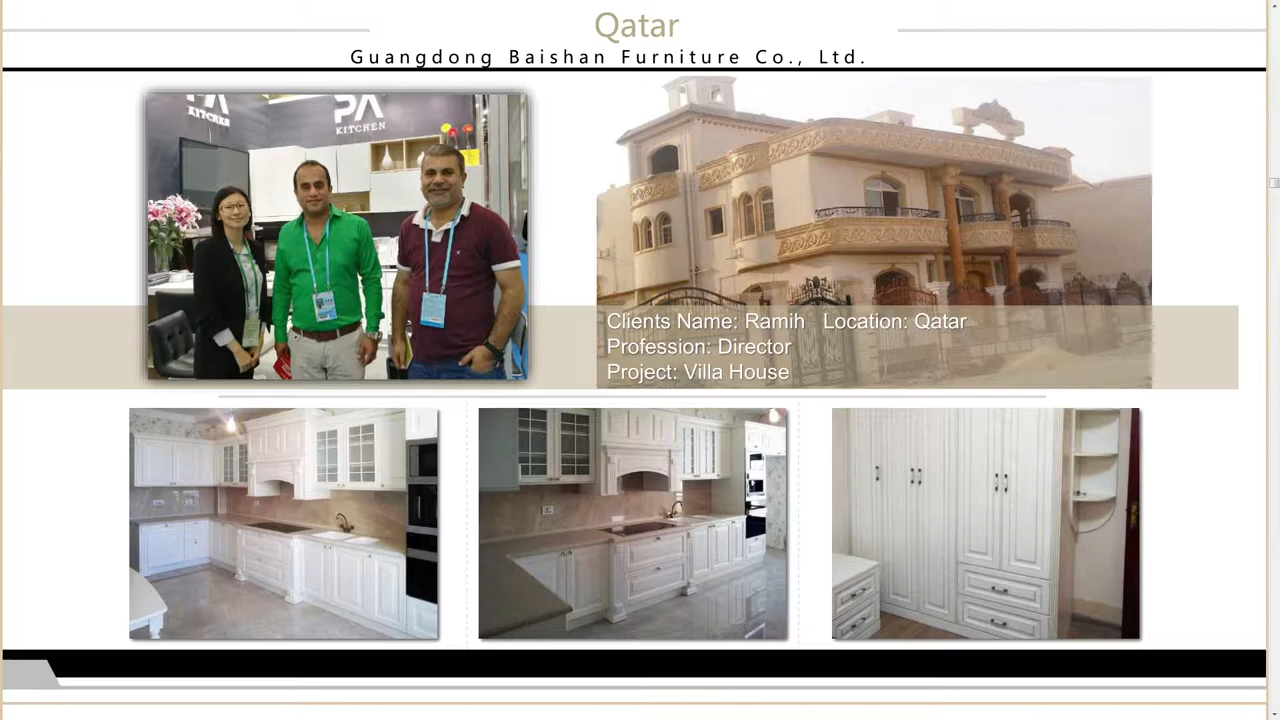 Qatar
Guangdong Baishan Furniture Co., Ltd.
PA
KITCHEN
PA
KITCHEN
Clients Name: Ramih Location: Qatar
Profession: Director
Project: Villa House